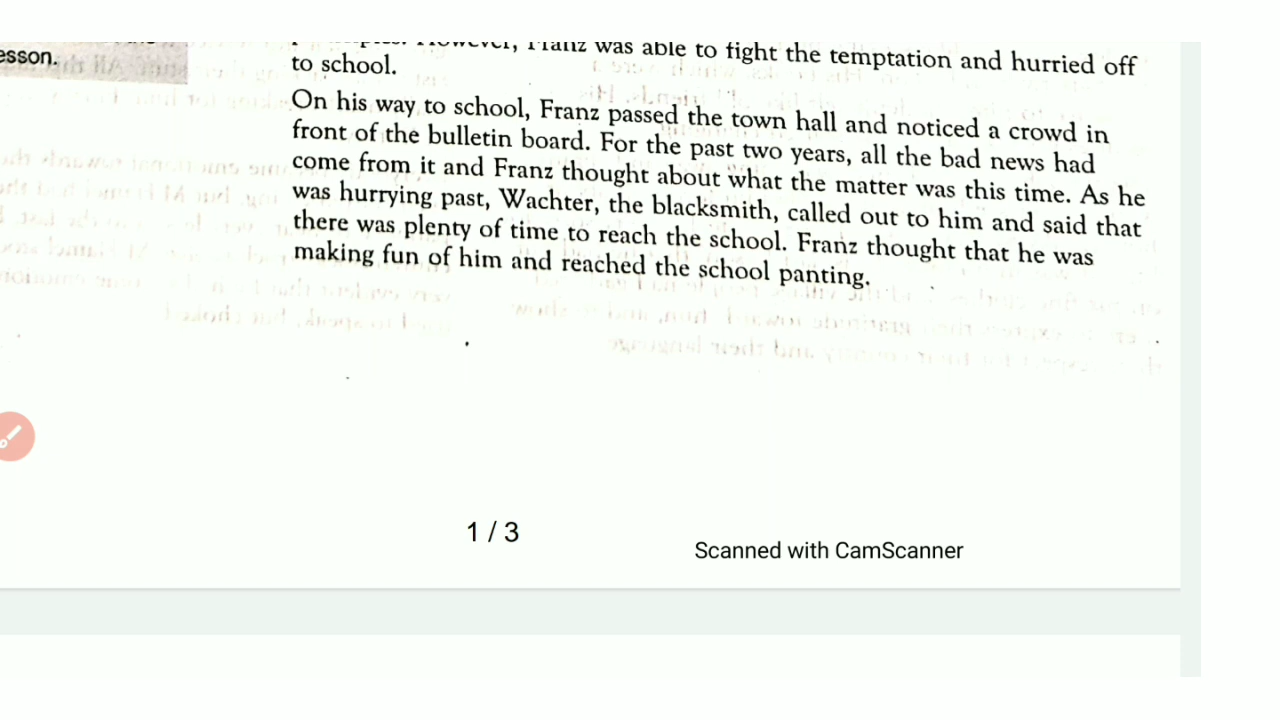 esson.
However, Franz was able to fight the temptation and hurried off
to school.
On his way to school, Franz passed the town hall and noticed a crowd in
front of the bulletin board. For the past two years, all the bad news had
come from it and Franz thought about what the matter was this time. As he
was hurrying past, Wachter, the blacksmith, called out to him and said that
there was plenty of time to reach the school. Franz thought that he was
making fun of him and reached the school panting.
1 / 3
Scanned with CamScanner